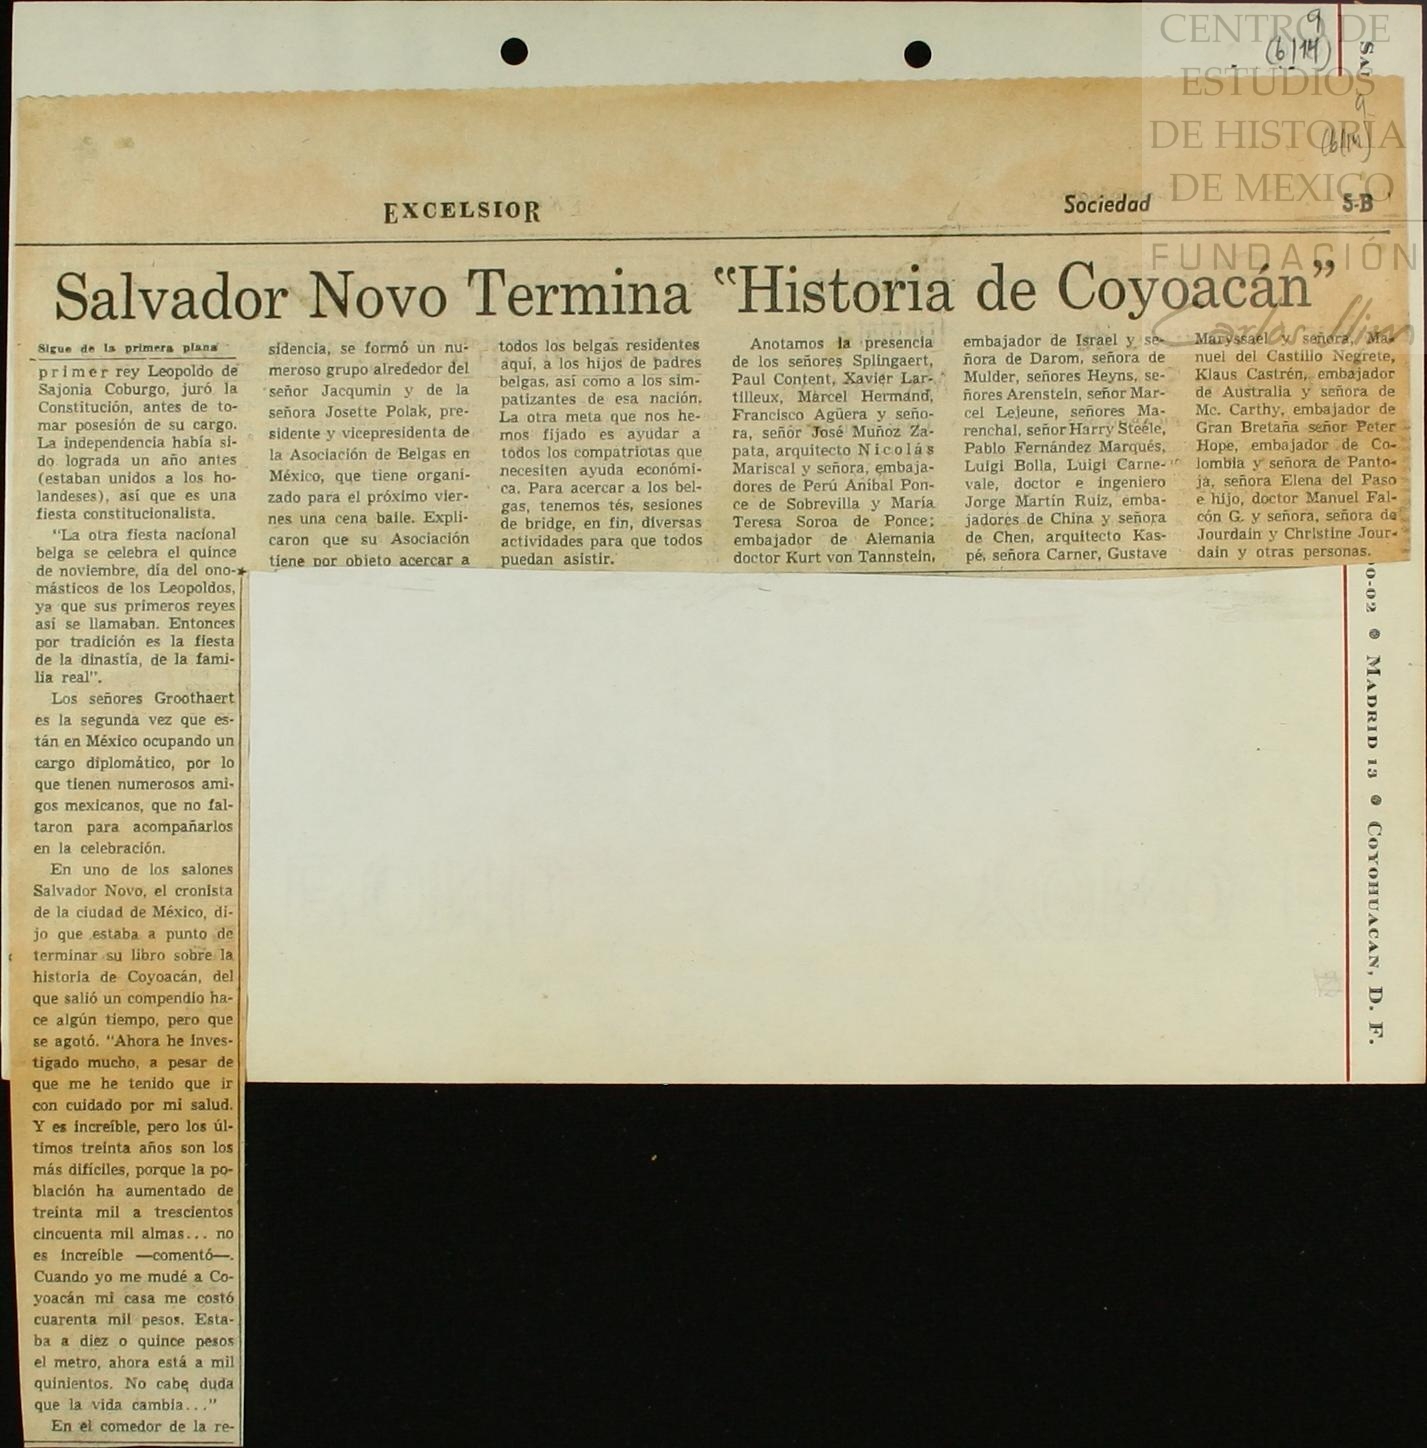 9
(6/14)
CENTRO DE
ESTUDIOS
DE HISTORIA
DE MEXICO
FUNDACIÓN
Carlos Slim
9
(6/14)
EXCELSIOR
Sociedad
5-B
Salvador Novo Termina "Historia de Coyoacán"
Sigue de la primera plana
primer rey Leopoldo de
Sajonia Coburgo, juró la
Constitución, antes de to-
mar posesión de su cargo.
La independencia había si-
do lograda un año antes
(estaban unidos a los ho-
landeses), así que es una
fiesta constitucionalista.
"La otra fiesta nacional
belga se celebra el quince
de noviembre, día del ono-
másticos de los Leopoldos,
ya que sus primeros reyes
así se llamaban. Entonces
por tradición es la fiesta
de la dinastía, de la fami-
lia real".
Los señores Groothaert
es la segunda vez que es-
tán en México ocupando un
cargo diplomático, por lo
que tienen numerosos ami-
gos mexicanos, que no fal-
taron para acompañarlos
en la celebración.
En uno de los salones
Salvador Novo, el cronista
de la ciudad de México, di-
jo que estaba a punto de
terminar su libro sobre la
historia de Coyoacán, del
que salió un compendio ha-
ce algún tiempo, pero que
se agotó. "Ahora he inves-
tigado mucho, a pesar de
que me he tenido que ir
con cuidado por mi salud.
Y es increíble, pero los úl-
timos treinta años son los
más difíciles, porque la po-
blación ha aumentado de
treinta mil a trescientos
cincuenta mil almas... no
es increíble —comentó—.
Cuando yo me mudé a Co-
yoacán mi casa me costó
cuarenta mil pesos. Esta-
ba a diez o quince pesos
el metro, ahora está a mil
quinientos. No cabe duda
que la vida cambia..."
En el comedor de la re-
sidencia, se formó un nu-
meroso grupo alrededor del
señor Jacqumin y de la
señora Josette Polak, pre-
sidente y vicepresidenta de
la Asociación de Belgas en
México, que tiene organi-
zado para el próximo vier-
nes una cena baile. Expli-
caron que su Asociación
tiene por objeto acercar a
todos los belgas residentes
aquí, a los hijos de padres
belgas, así como a los sim-
patizantes de esa nación.
La otra meta que nos he-
mos fijado es ayudar a
todos los compatriotas que
necesiten ayuda económi-
ca. Para acercar a los bel-
gas, tenemos tés, sesiones
de bridge, en fin, diversas
actividades para que todos
puedan asistir.
Anotamos la presencia
de los señores Splingaert,
Paul Content, Xavier Lar-
tilleux, Marcel Hermand,
Francisco Agüera y seño-
ra, señor José Muñoz Za-
pata, arquitecto Nicolás
Mariscal y señora, embaja-
dores de Perú Aníbal Pon-
ce de Sobrevilla y María
Teresa Soroa de Ponce;
embajador de Alemania
doctor Kurt von Tannstein,
embajador de Israel y se-
ñora de Darom, señora de
Mulder, señores Heyns, se-
ñores Arenstein, señor Mar-
cel Lejeune, señores Ma-
renchal, señor Harry Steele,
Pablo Fernández Marqués,
Luigi Bolla, Luigi Carne-
vale, doctor e ingeniero
Jorge Martín Ruiz, emba-
jadores de China y señora
de Chen, arquitecto Kas-
pé, señora Carner, Gustave
Maryssael y señora, Ma-
nuel del Castillo Negrete,
Klaus Castrén, embajador
de Australia y señora de
Mc. Carthy, embajador de
Gran Bretaña señor Peter
Hope, embajador de Co-
lombia y señora de Panto-
ja, señora Elena del Paso
e hijo, doctor Manuel Fal-
cón G. y señora, señora de
Jourdain y Christine Jour-
dain y otras personas.
0-02 • MADRID 13 • COYOHUACAN, D. F.